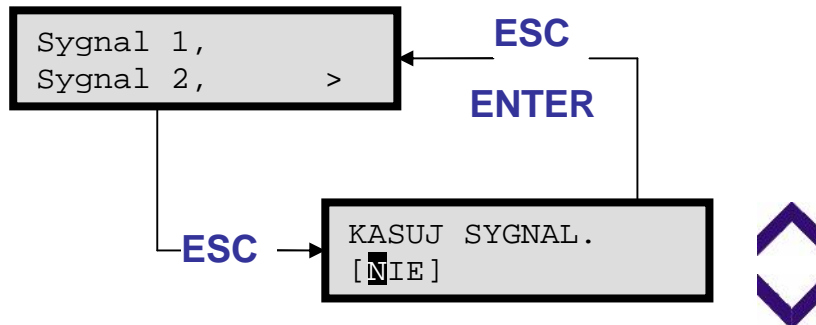 Sygnal 1,
Sygnal 2, >
ESC
ENTER
ESC
KASUJ SYGNAL.
[NIE]